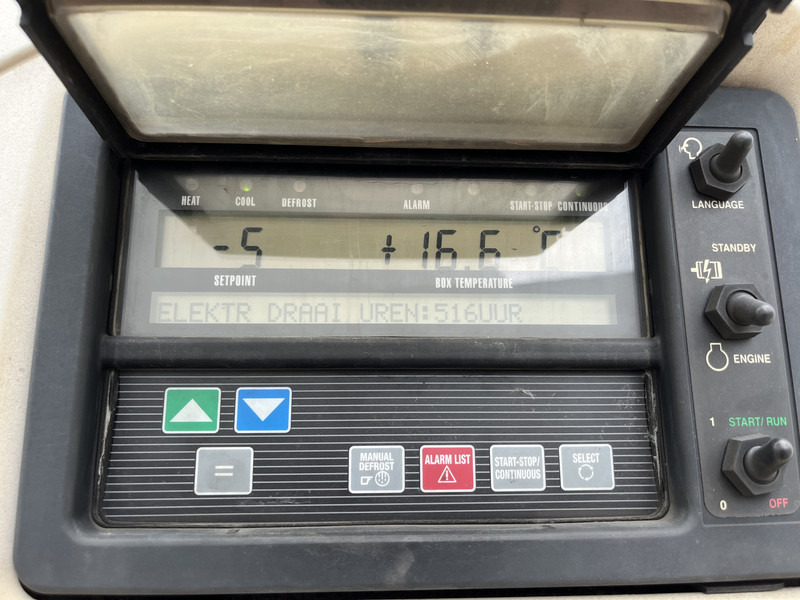 HEAT COOL DEFROST ALARM START-STOP CONTINUOUS
-5 +16.6 °C
SETPOINT BOX TEMPERATURE
ELEKTR DRAAI UREN:516UUR
LANGUAGE
STANDBY
ENGINE
1 START/RUN
0 OFF
=
MANUAL DEFROST
ALARM LIST
START-STOP/
CONTINUOUS
SELECT